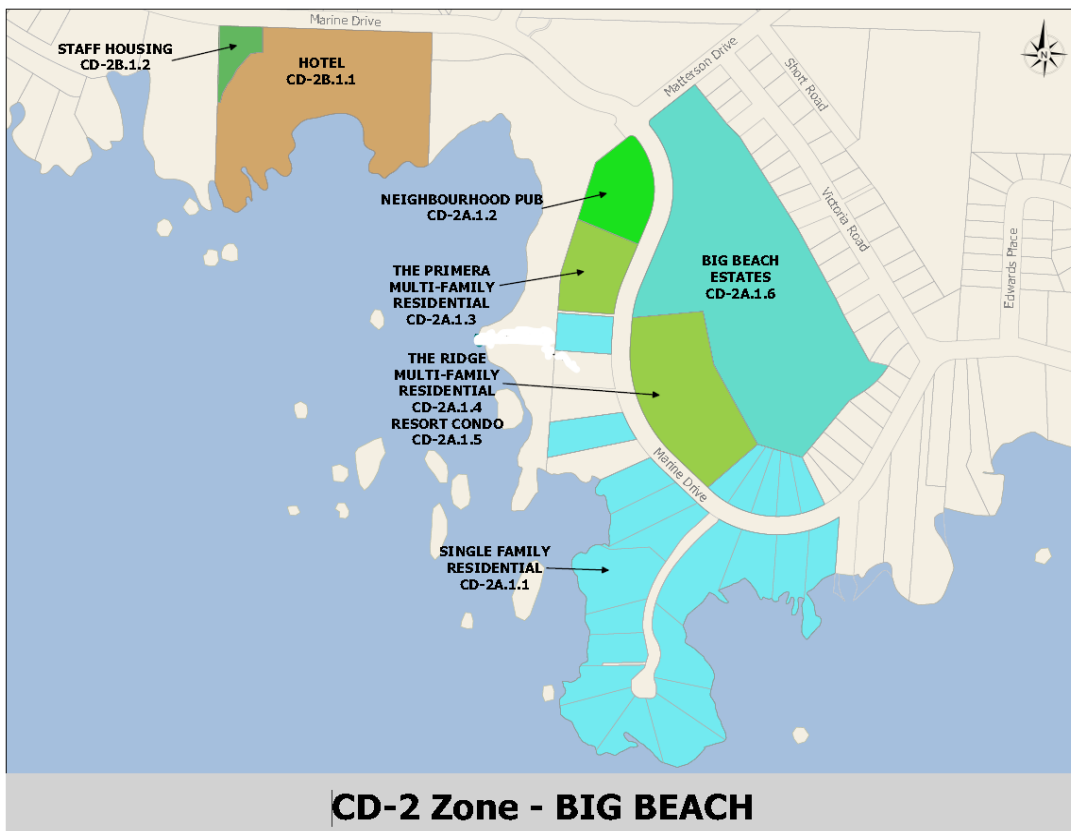 Marine Drive
STAFF HOUSING
CD-2B.1.2
HOTEL
CD-2B.1.1
N
Matterson Drive
Short Road
Victoria Road
Edwards Place
NEIGHBOURHOOD PUB
CD-2A.1.2
THE PRIMERA
MULTI-FAMILY
RESIDENTIAL
CD-2A.1.3
BIG BEACH
ESTATES
CD-2A.1.6
THE RIDGE
MULTI-FAMILY
RESIDENTIAL
CD-2A.1.4
RESORT CONDO
CD-2A.1.5
Marine Drive
SINGLE FAMILY
RESIDENTIAL
CD-2A.1.1
CD-2 Zone - BIG BEACH